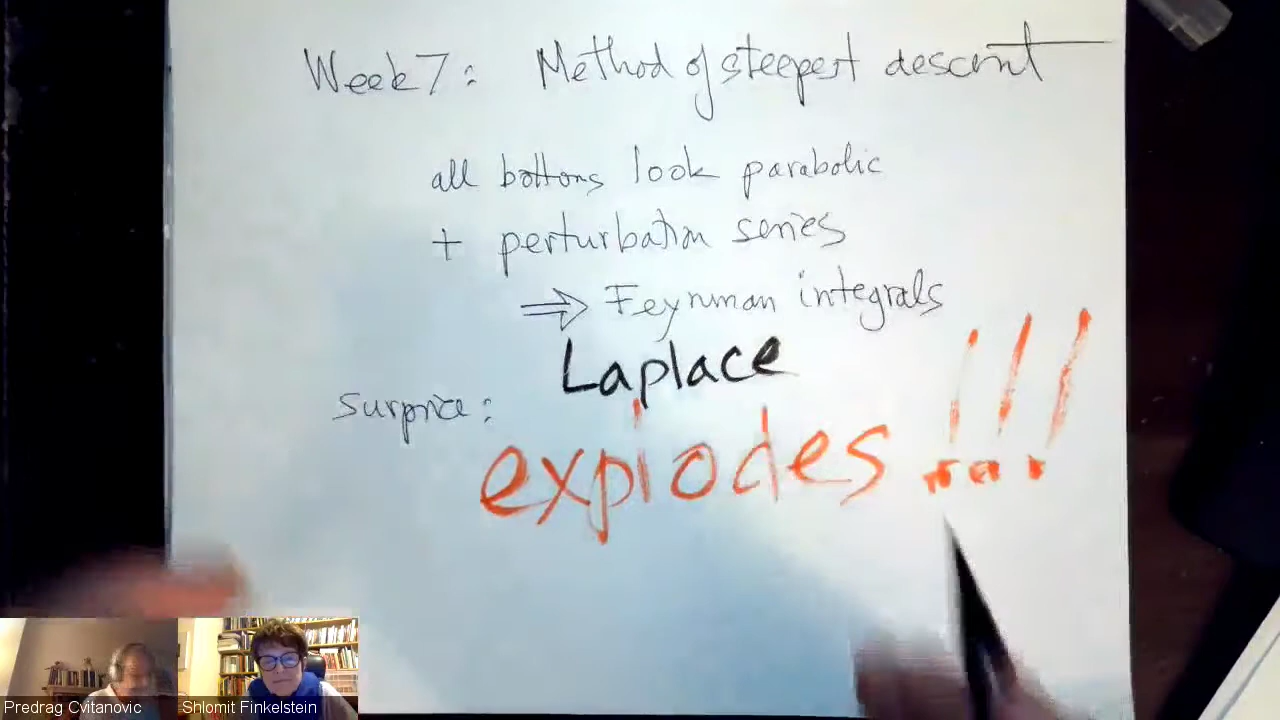 Week 7: Method of steepest descent
all bottoms look parabolic
+ perturbation series
⇒ Feynman integrals
Laplace
Surprise:
explodes !!!
Predrag Cvitanovic
Shlomit Finkelstein